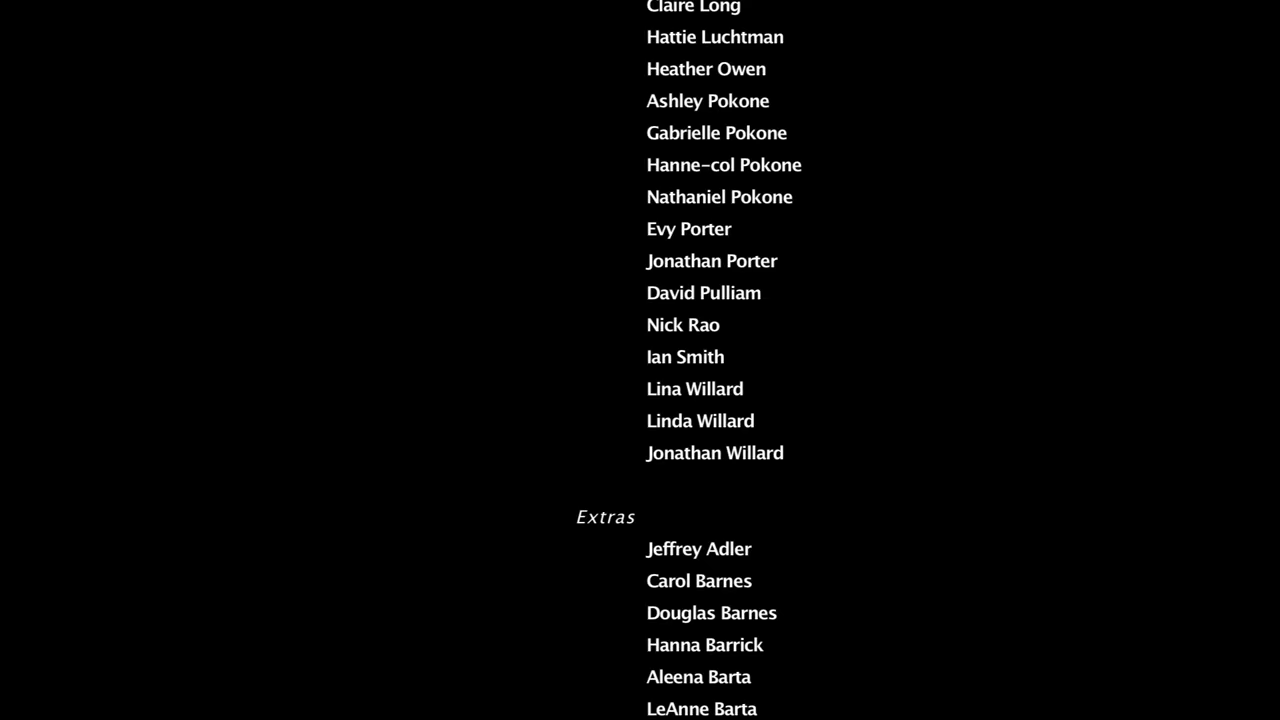 Claire Long
Hattie Luchtman
Heather Owen
Ashley Pokone
Gabrielle Pokone
Hanne-col Pokone
Nathaniel Pokone
Evy Porter
Jonathan Porter
David Pulliam
Nick Rao
Ian Smith
Lina Willard
Linda Willard
Jonathan Willard
Extras
Jeffrey Adler
Carol Barnes
Douglas Barnes
Hanna Barrick
Aleena Barta
LeAnne Barta